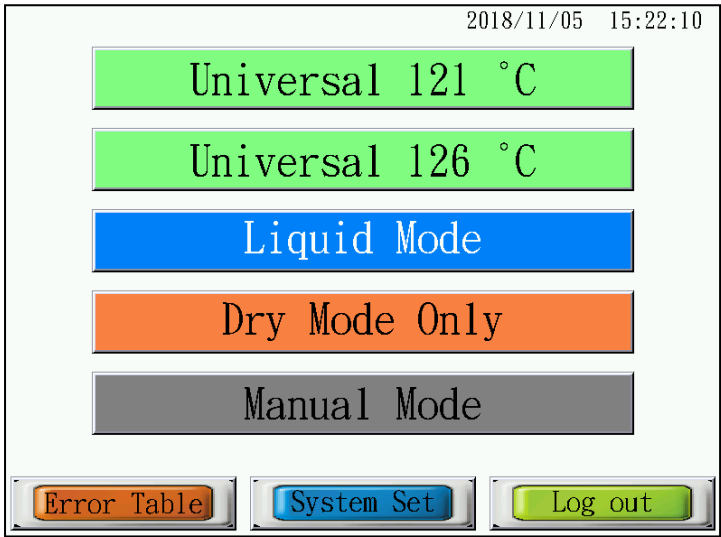 2018/11/05 15:22:10
Universal 121 °C
Universal 126 °C
Liquid Mode
Dry Mode Only
Manual Mode
Error Table System Set Log out